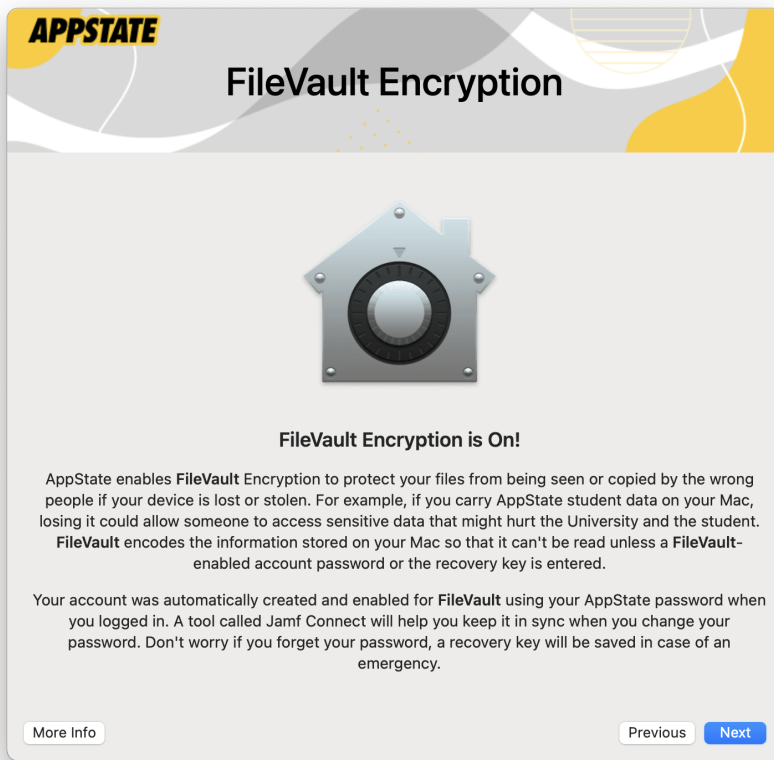 APPSTATE
FileVault Encryption
FileVault Encryption is On!
AppState enables FileVault Encryption to protect your files from being seen or copied by the wrong
people if your device is lost or stolen. For example, if you carry AppState student data on your Mac,
losing it could allow someone to access sensitive data that might hurt the University and the student.
FileVault encodes the information stored on your Mac so that it can't be read unless a FileVault-
enabled account password or the recovery key is entered.
Your account was automatically created and enabled for FileVault using your AppState password when
you logged in. A tool called Jamf Connect will help you keep it in sync when you change your
password. Don't worry if you forget your password, a recovery key will be saved in case of an
emergency.
More Info
Previous
Next